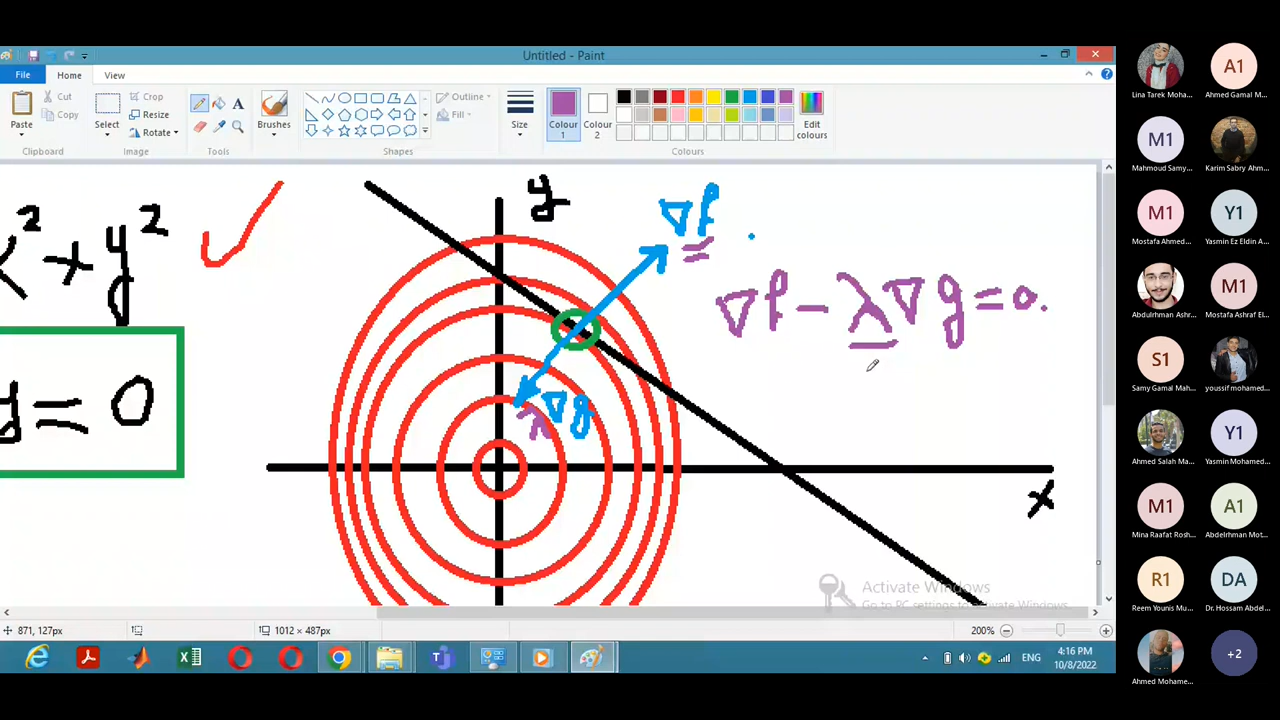 Untitled - Paint
File
Home
View
Paste
Cut
Copy
Clipboard
Select
Crop
Resize
Rotate
Image
Tools
Brushes
Shapes
Outline
Fill
Size
Colour 1
Colour 2
Edit colours
Colours
x² + y²
y = 0
y
x
∇f .
∇f - λ∇g = 0.
λ∇g
Activate Windows
Go to PC settings to activate Windows.
871, 127px
1012 × 487px
200%
ENG
4:16 PM
10/8/2022
Lina Tarek Moha...
A1
Ahmed Gamal M...
M1
Mahmoud Samy...
Karim Sabry Ahm...
M1
Mostafa Ahmed...
Y1
Yasmin Ez Eldin A...
Abdulrhman Ashr...
M1
Mostafa Ashraf El...
S1
Samy Gamal Mah...
youssif mohamed...
Ahmed Salah Ma...
Y1
Yasmin Mohamed...
M1
Mina Raafat Rosh...
A1
Abdelrhman Mot...
R1
Reem Younis Mu...
DA
Dr. Hossam Abdel...
Ahmed Mohame...
+2